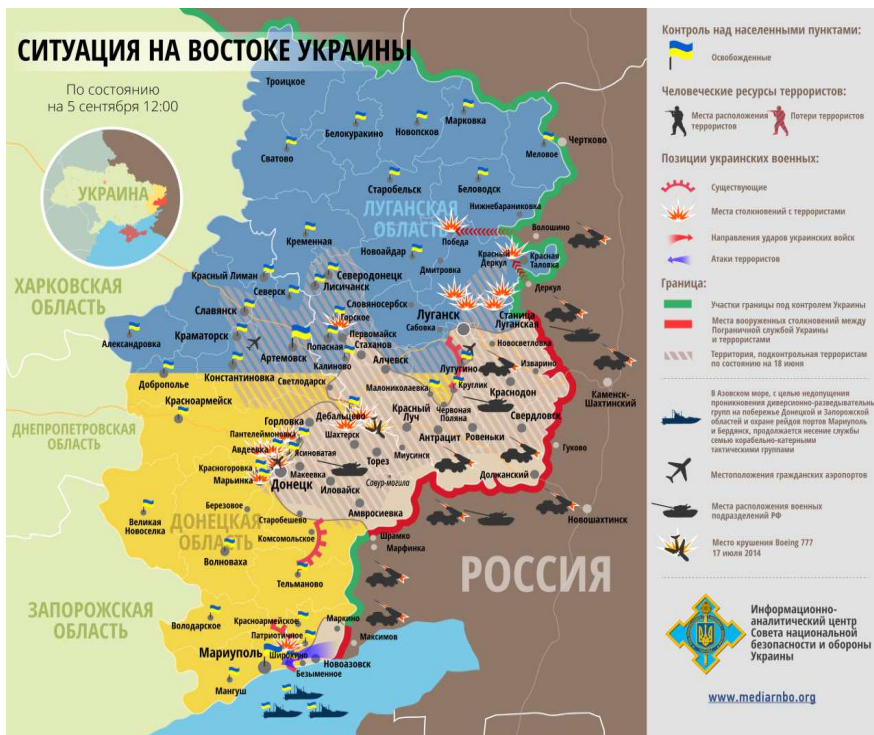 СИТУАЦИЯ НА ВОСТОКЕ УКРАИНЫ
По состоянию
на 5 сентября 12:00
УКРАИНА
ХАРКОВСКАЯ
ОБЛАСТЬ
ДНЕПРОПЕТРОВСКАЯ
ОБЛАСТЬ
ЗАПОРОЖСКАЯ
ОБЛАСТЬ
ЛУГАНСКАЯ
ОБЛАСТЬ
ДОНЕЦКАЯ
ОБЛАСТЬ
РОССИЯ
Троицкое
Белокуракино
Новопсков
Марковка
Меловое
Чертково
Сватово
Старобельск
Беловодск
Нижнебараниковка
Волошино
Кременная
Новоайдар
Победа
Дмитровка
Красный
Деркул
Красная
Таловка
Деркул
Красный Лиман
Северск
Северодонецк
Лисичанск
Славянск
Словяносербск
Горское
Луганск
Станица
Луганская
Александровка
Краматорск
Первомайск
Сабовка
Лопасная
Стаханов
Новосветловка
Артемовск
Калиново
Алчевск
Лутугино
Изварино
Доброполье
Константиновка
Светлодарск
Малониколаевка
Круглик
Краснодон
Каменск-
Шахтинский
Красноармейск
Дебальцево
Красный
Луч
Червоная
Поляна
Свердловск
Горловка
Пантелеймоновка
Шахтерск
Антрацит
Ровеньки
Гуково
Авдеевка
Ясиноватая
Торез
Миусинск
Красногоровка
Макеевка
Савур-могила
Должанский
Марьинка
Донецк
Иловайск
Амвросиевка
Новошахтинск
Великая
Новоселка
Березовое
Старобешево
Комсомольское
Шрамко
Марфинка
Волноваха
Тельманово
Володарское
Красноармейское
Маркино
Патриотичное
Максимов
Мариуполь
Широкино
Новоазовск
Безыменное
Мангуш
Контроль над населенными пунктами:
Освобожденные
Человеческие ресурсы террористов:
Места расположения
террористов
Потери террористов
Позиции украинских военных:
Существующие
Места столкновений с террористами
Направления ударов украинских войск
Атаки террористов
Граница:
Участки границы под контролем Украины
Места вооруженных столкновений между
Пограничной службой Украины
и террористами
Территория, подконтрольная террористам
по состоянию на 18 июня
В Азовском море, с целью недопущения
проникновения диверсионно-разведыватель
групп на побережье Донецкой и Запорожской
областей и охране рейдов портов Мариуполь
и Бердянск, продолжается несение службы
семью корабельно-катерными
тактическими группами
Местоположения гражданских аэропортов
Места расположения военных
подразделений РФ
Место крушения Boeing 777
17 июля 2014
Информационно-
аналитический центр
Совета национальной
безопасности и обороны
Украины
www.mediarnbo.org